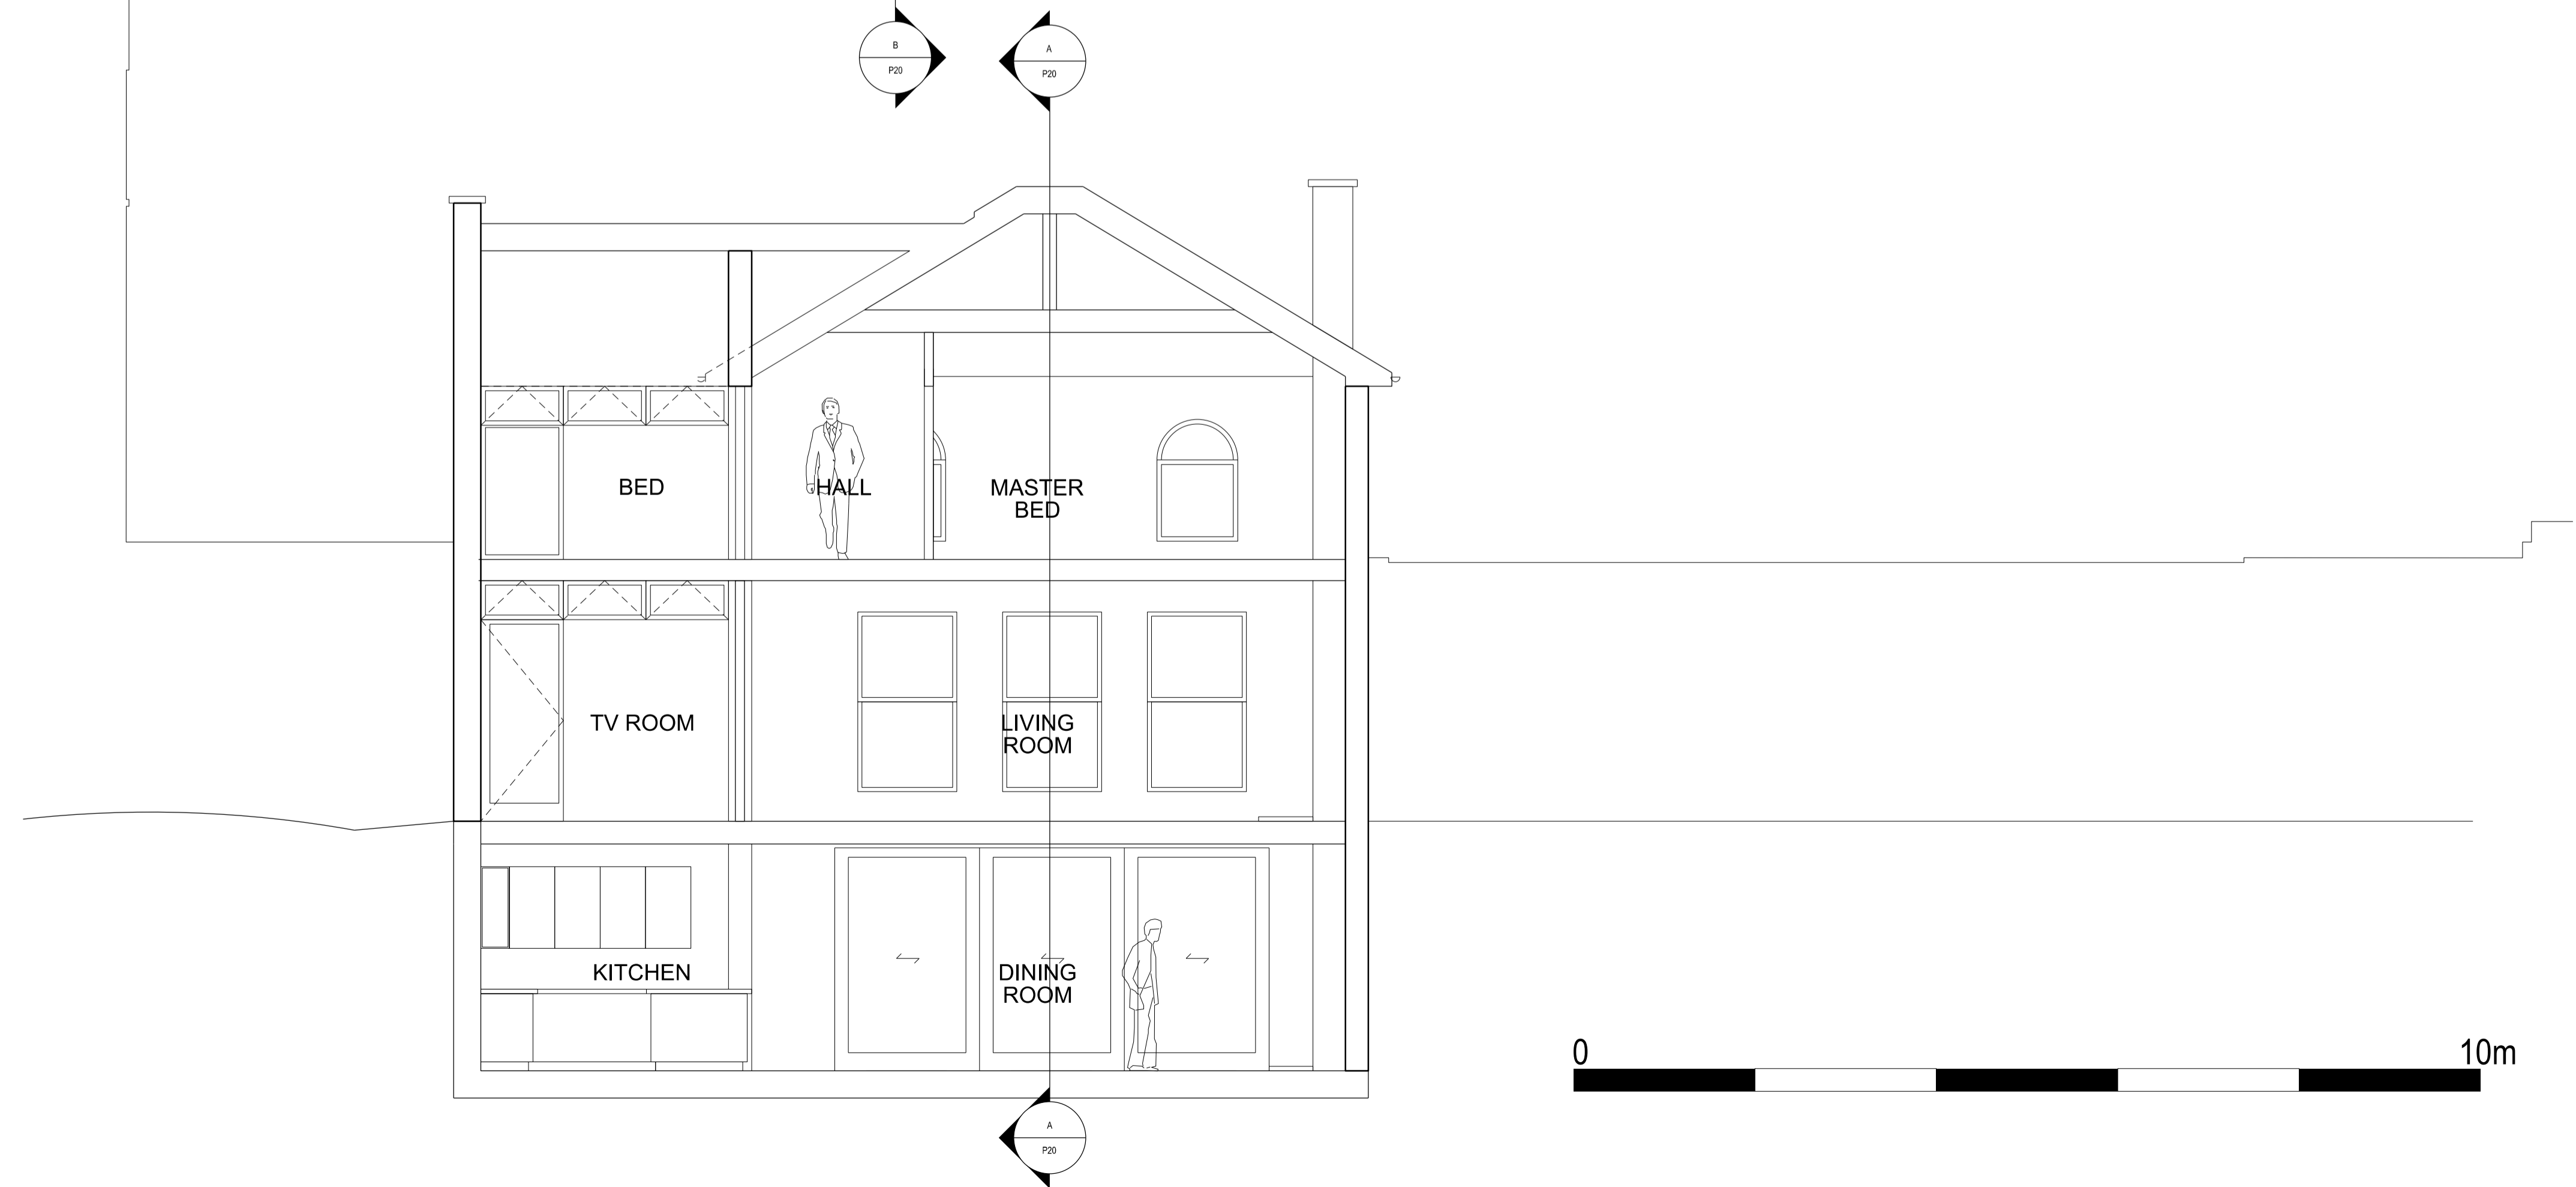 B
P20
A
P20
BED
HALL
MASTER
BED
TV ROOM
LIVING
ROOM
KITCHEN
DINING
ROOM
0
10m
A
P20